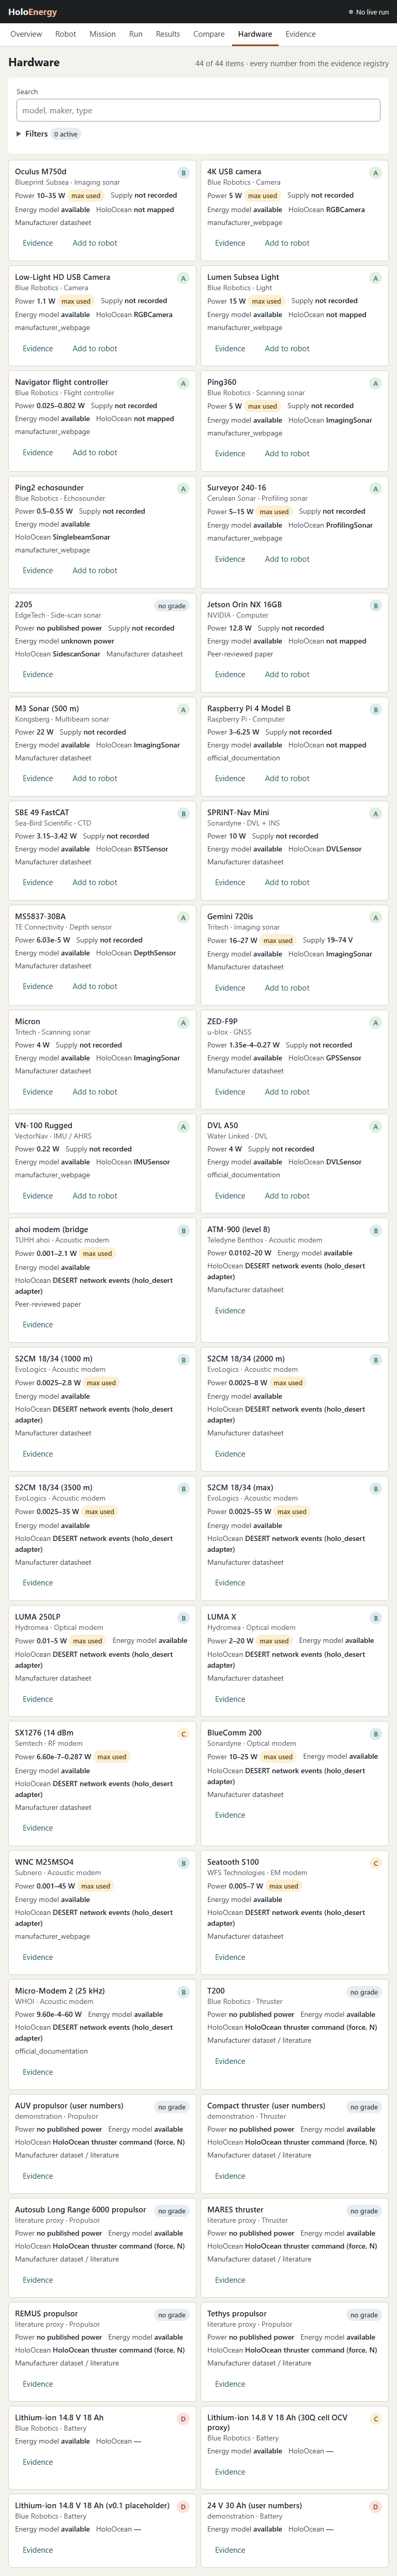 HoloEnergy
No live run
Overview Robot Mission Run Results Compare Hardware Evidence
Hardware
44 of 44 items · every number from the evidence registry
Search
model, maker, type
Filters 0 active
Oculus M750d B
Blueprint Subsea · Imaging sonar
Power 10–35 W max used Supply not recorded
Energy model available HoloOcean not mapped
Manufacturer datasheet
Evidence Add to robot
4K USB camera A
Blue Robotics · Camera
Power 5 W max used Supply not recorded
Energy model available HoloOcean RGBCamera
manufacturer_webpage
Evidence Add to robot
Low-Light HD USB Camera A
Blue Robotics · Camera
Power 1.1 W max used Supply not recorded
Energy model available HoloOcean RGBCamera
manufacturer_webpage
Evidence Add to robot
Lumen Subsea Light A
Blue Robotics · Light
Power 15 W max used Supply not recorded
Energy model available HoloOcean not mapped
manufacturer_webpage
Evidence Add to robot
Navigator flight controller A
Blue Robotics · Flight controller
Power 0.025–0.802 W Supply not recorded
Energy model available HoloOcean not mapped
manufacturer_webpage
Evidence Add to robot
Ping360 A
Blue Robotics · Scanning sonar
Power 5 W max used Supply not recorded
Energy model available HoloOcean ImagingSonar
manufacturer_webpage
Evidence Add to robot
Ping2 echosounder A
Blue Robotics · Echosounder
Power 0.5–0.55 W Supply not recorded
Energy model available
HoloOcean SinglebeamSonar
manufacturer_webpage
Evidence Add to robot
Surveyor 240-16 A
Cerulean Sonar · Profiling sonar
Power 5–15 W max used Supply not recorded
Energy model available HoloOcean ProfilingSonar
manufacturer_webpage
Evidence Add to robot
2205 no grade
EdgeTech · Side-scan sonar
Power no published power Supply not recorded
Energy model unknown power
HoloOcean SidescanSonar Manufacturer datasheet
Evidence
Jetson Orin NX 16GB B
NVIDIA · Computer
Power 12.8 W Supply not recorded
Energy model available HoloOcean not mapped
Peer-reviewed paper
Evidence Add to robot
M3 Sonar (500 m) A
Kongsberg · Multibeam sonar
Power 22 W Supply not recorded
Energy model available HoloOcean ImagingSonar
Manufacturer datasheet
Evidence Add to robot
Raspberry Pi 4 Model B B
Raspberry Pi · Computer
Power 3–6.25 W Supply not recorded
Energy model available HoloOcean not mapped
official_documentation
Evidence Add to robot
SBE 49 FastCAT B
Sea-Bird Scientific · CTD
Power 3.15–3.42 W Supply not recorded
Energy model available HoloOcean BSTSensor
Manufacturer datasheet
Evidence Add to robot
SPRINT-Nav Mini A
Sonardyne · DVL + INS
Power 10 W Supply not recorded
Energy model available HoloOcean DVLSensor
Manufacturer datasheet
Evidence Add to robot
MS5837-30BA A
TE Connectivity · Depth sensor
Power 6.03e-5 W Supply not recorded
Energy model available HoloOcean DepthSensor
Manufacturer datasheet
Evidence Add to robot
Gemini 720is A
Tritech · Imaging sonar
Power 16–27 W max used Supply 19–74 V
Energy model available HoloOcean ImagingSonar
Manufacturer datasheet
Evidence Add to robot
Micron A
Tritech · Scanning sonar
Power 4 W Supply not recorded
Energy model available HoloOcean ImagingSonar
Manufacturer datasheet
Evidence Add to robot
ZED-F9P A
u-blox · GNSS
Power 1.35e-4–0.27 W Supply not recorded
Energy model available HoloOcean GPSSensor
Manufacturer datasheet
Evidence Add to robot
VN-100 Rugged A
VectorNav · IMU / AHRS
Power 0.22 W Supply not recorded
Energy model available HoloOcean IMUSensor
manufacturer_webpage
Evidence Add to robot
DVL A50 A
Water Linked · DVL
Power 4 W Supply not recorded
Energy model available HoloOcean DVLSensor
official_documentation
Evidence Add to robot
ahoi modem (bridge B
TUHH ahoi · Acoustic modem
Power 0.001–2.1 W max used
Energy model available
HoloOcean DESERT network events (holo_desert
adapter)
Peer-reviewed paper
Evidence
ATM-900 (level 8) B
Teledyne Benthos · Acoustic modem
Power 0.0102–20 W Energy model available
HoloOcean DESERT network events (holo_desert
adapter)
Manufacturer datasheet
Evidence
S2CM 18/34 (1000 m) B
EvoLogics · Acoustic modem
Power 0.0025–2.8 W max used
Energy model available
HoloOcean DESERT network events (holo_desert
adapter)
Manufacturer datasheet
Evidence
S2CM 18/34 (2000 m) B
EvoLogics · Acoustic modem
Power 0.0025–8 W max used
Energy model available
HoloOcean DESERT network events (holo_desert
adapter)
Manufacturer datasheet
Evidence
S2CM 18/34 (3500 m) B
EvoLogics · Acoustic modem
Power 0.0025–35 W max used
Energy model available
HoloOcean DESERT network events (holo_desert
adapter)
Manufacturer datasheet
Evidence
S2CM 18/34 (max) B
EvoLogics · Acoustic modem
Power 0.0025–55 W max used
Energy model available
HoloOcean DESERT network events (holo_desert
adapter)
Manufacturer datasheet
Evidence
LUMA 250LP B
Hydromea · Optical modem
Power 0.01–5 W max used Energy model available
HoloOcean DESERT network events (holo_desert
adapter)
Manufacturer datasheet
Evidence
LUMA X B
Hydromea · Optical modem
Power 2–20 W max used Energy model available
HoloOcean DESERT network events (holo_desert
adapter)
Manufacturer datasheet
Evidence
SX1276 (14 dBm C
Semtech · RF modem
Power 6.60e-7–0.287 W max used
Energy model available
HoloOcean DESERT network events (holo_desert
adapter)
Manufacturer datasheet
Evidence
BlueComm 200 B
Sonardyne · Optical modem
Power 10–25 W max used Energy model available
HoloOcean DESERT network events (holo_desert
adapter)
Manufacturer datasheet
Evidence
WNC M25MSO4 B
Subnero · Acoustic modem
Power 0.001–45 W max used
Energy model available
HoloOcean DESERT network events (holo_desert
adapter)
manufacturer_webpage
Evidence
Seatooth S100 C
WFS Technologies · EM modem
Power 0.005–7 W max used
Energy model available
HoloOcean DESERT network events (holo_desert
adapter)
Manufacturer datasheet
Evidence
Micro-Modem 2 (25 kHz) B
WHOI · Acoustic modem
Power 9.60e-4–60 W Energy model available
HoloOcean DESERT network events (holo_desert
adapter)
official_documentation
Evidence
T200 no grade
Blue Robotics · Thruster
Power no published power Energy model available
HoloOcean HoloOcean thruster command (force, N)
Manufacturer dataset / literature
Evidence
AUV propulsor (user numbers) no grade
demonstration · Propulsor
Power no published power Energy model available
HoloOcean HoloOcean thruster command (force, N)
Manufacturer dataset / literature
Evidence
Compact thruster (user numbers) no grade
demonstration · Thruster
Power no published power Energy model available
HoloOcean HoloOcean thruster command (force, N)
Manufacturer dataset / literature
Evidence
Autosub Long Range 6000 propulsor no grade
literature proxy · Propulsor
Power no published power Energy model available
HoloOcean HoloOcean thruster command (force, N)
Manufacturer dataset / literature
Evidence
MARES thruster no grade
literature proxy · Thruster
Power no published power Energy model available
HoloOcean HoloOcean thruster command (force, N)
Manufacturer dataset / literature
Evidence
REMUS propulsor no grade
literature proxy · Propulsor
Power no published power Energy model available
HoloOcean HoloOcean thruster command (force, N)
Manufacturer dataset / literature
Evidence
Tethys propulsor no grade
literature proxy · Propulsor
Power no published power Energy model available
HoloOcean HoloOcean thruster command (force, N)
Manufacturer dataset / literature
Evidence
Lithium-ion 14.8 V 18 Ah D
Blue Robotics · Battery
Energy model available HoloOcean —
Evidence
Lithium-ion 14.8 V 18 Ah (30Q cell OCV C
proxy)
Blue Robotics · Battery
Energy model available HoloOcean —
Evidence
Lithium-ion 14.8 V 18 Ah (v0.1 placeholder) D
Blue Robotics · Battery
Energy model available HoloOcean —
Evidence
24 V 30 Ah (user numbers) D
demonstration · Battery
Energy model available HoloOcean —
Evidence